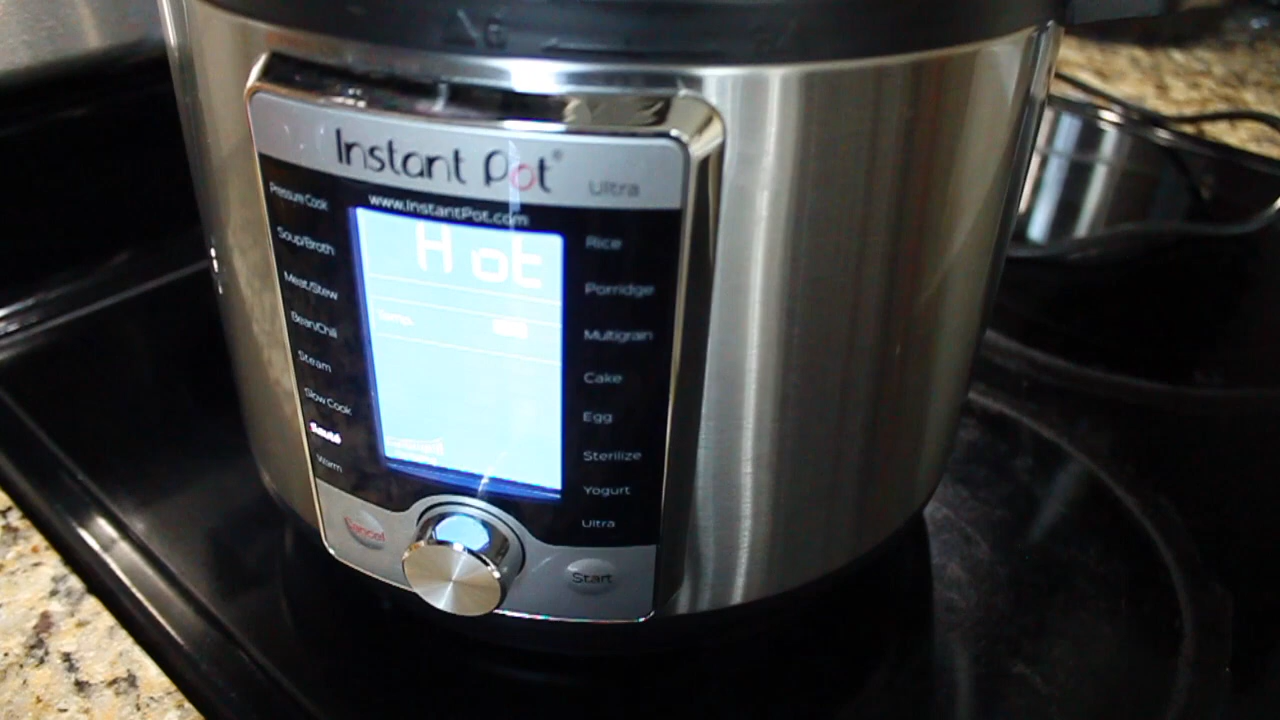 Instant Pot®
Ultra
www.InstantPot.com
Pressure Cook
Soup/Broth
Meat/Stew
Bean/Chili
Steam
Slow Cook
Sauté
Warm
Hot
Temp.
Rice
Porridge
Multigrain
Cake
Egg
Sterilize
Yogurt
Ultra
Cancel
Start